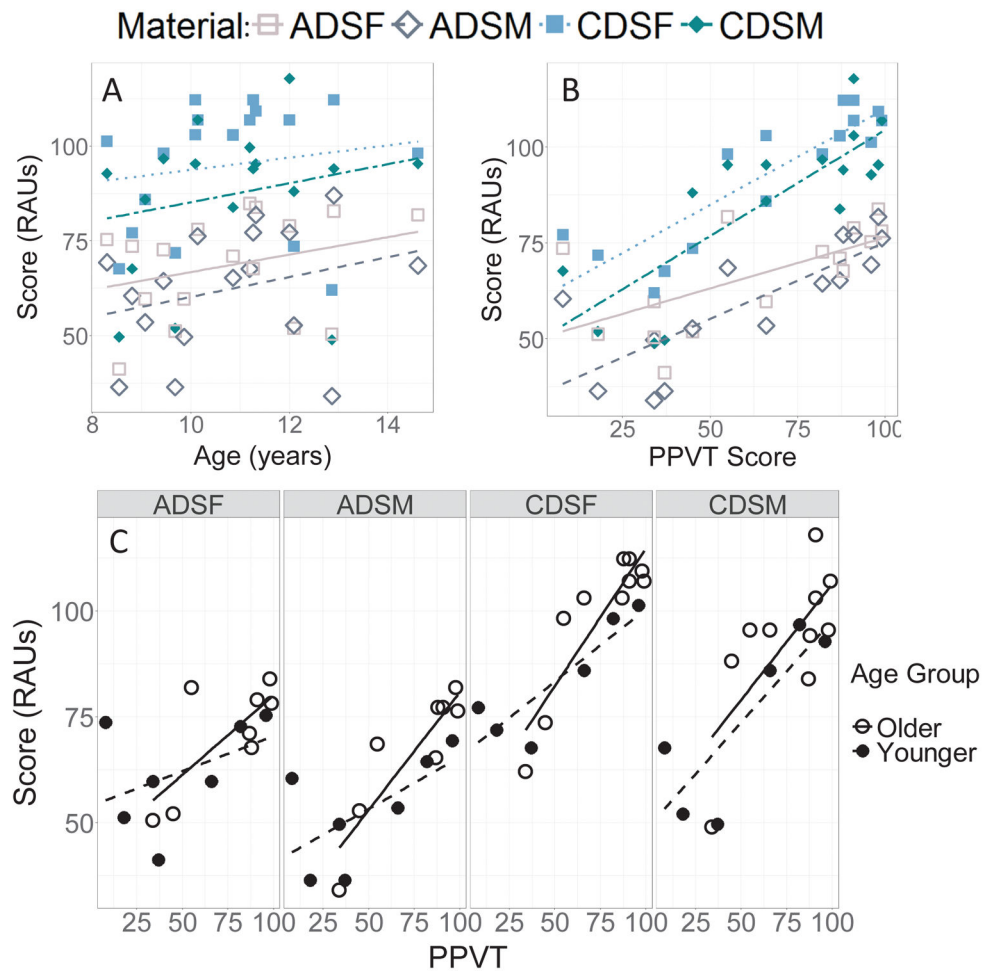 Material: ADSF ADSM CDSF CDSM
A
Score (RAUs)
100
75
50
8 10 12 14
Age (years)
B
Score (RAUs)
100
75
50
25 50 75 100
PPVT Score
ADSF ADSM CDSF CDSM
C
Score (RAUs)
100
75
50
25 50 75 100 25 50 75 100 25 50 75 100 25 50 75 100
PPVT
Age Group
Older
Younger